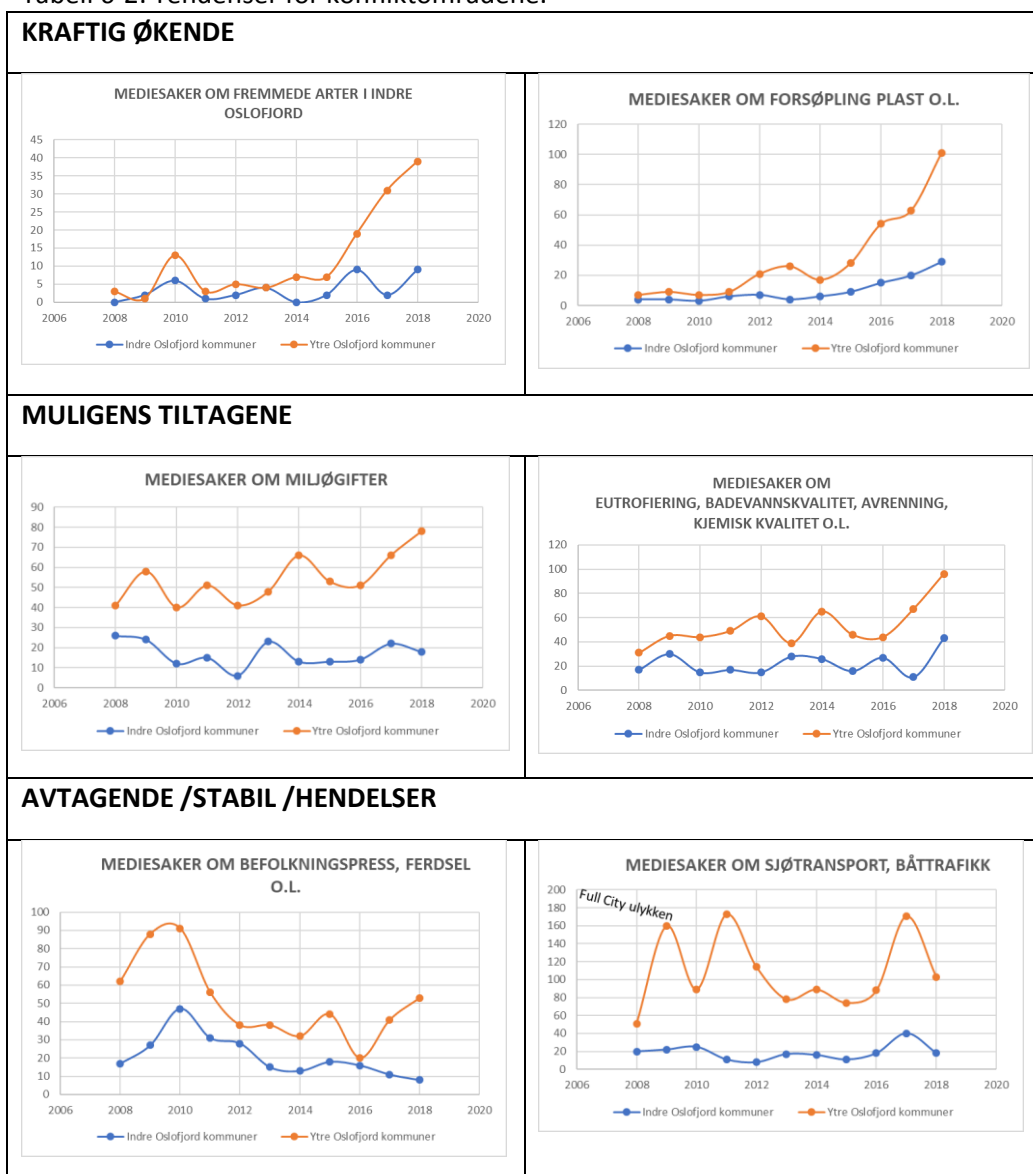 Tabell 6-2. Tendenser for konfliktområdene.
KRAFTIG ØKENDE
MEDIESAKER OM FREMMEDE ARTER I INDRE
OSLOFJORD
45
40
35
30
25
20
15
10
5
0
2006 2008 2010 2012 2014 2016 2018 2020
Indre Oslofjord kommuner Ytre Oslofjord kommuner
MEDIESAKER OM FORSØPLING PLAST O.L.
120
100
80
60
40
20
0
2006 2008 2010 2012 2014 2016 2018 2020
Indre Oslofjord kommuner Ytre Oslofjord kommuner
MULIGENS TILTAGENE
MEDIESAKER OM MILJØGIFTER
90
80
70
60
50
40
30
20
10
0
2006 2008 2010 2012 2014 2016 2018 2020
Indre Oslofjord kommuner Ytre Oslofjord kommuner
MEDIESAKER OM
EUTROFIERING, BADEVANNSKVALITET, AVRENNING,
KJEMISK KVALITET O.L.
120
100
80
60
40
20
0
2006 2008 2010 2012 2014 2016 2018 2020
Indre Oslofjord kommuner Ytre Oslofjord kommuner
AVTAGENDE /STABIL /HENDELSER
MEDIESAKER OM BEFOLKNINGSPRESS, FERDSEL
O.L.
100
90
80
70
60
50
40
30
20
10
0
2006 2008 2010 2012 2014 2016 2018 2020
Indre Oslofjord kommuner Ytre Oslofjord kommuner
MEDIESAKER OM SJØTRANSPORT, BÅTTRAFIKK
Full City ulykken
200
180
160
140
120
100
80
60
40
20
0
2006 2008 2010 2012 2014 2016 2018 2020
Indre Oslofjord kommuner Ytre Oslofjord kommuner